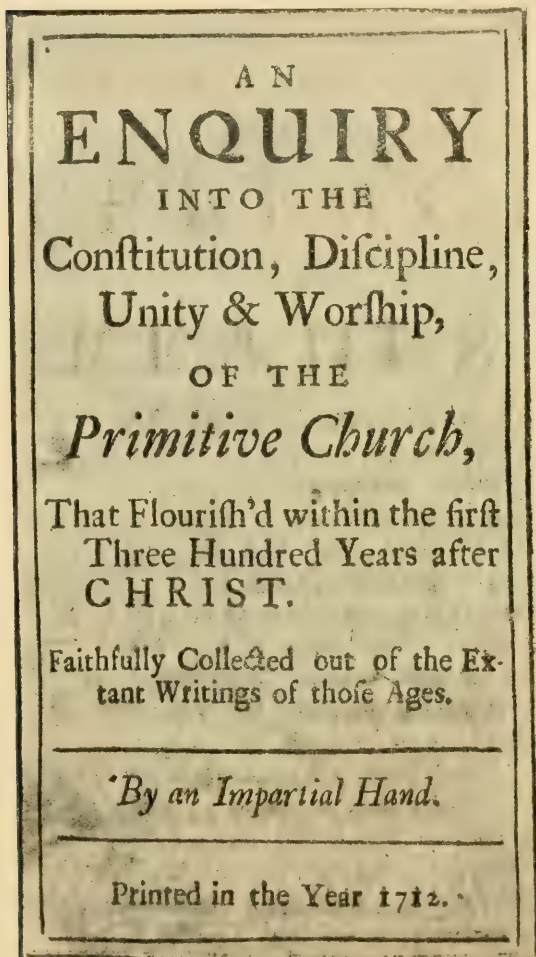 AN
ENQUIRY
INTO THE
Conſtitution, Diſcipline,
Unity & Worſhip,
OF THE
Primitive Church,
That Flouriſh'd within the firſt
Three Hundred Years after
CHRIST.
Faithfully Collected out of the Ex-
tant Writings of thoſe Ages.
By an Impartial Hand.
Printed in the Year 1712.